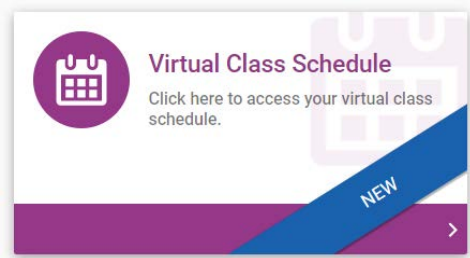 Virtual Class Schedule
Click here to access your virtual class
schedule.
NEW